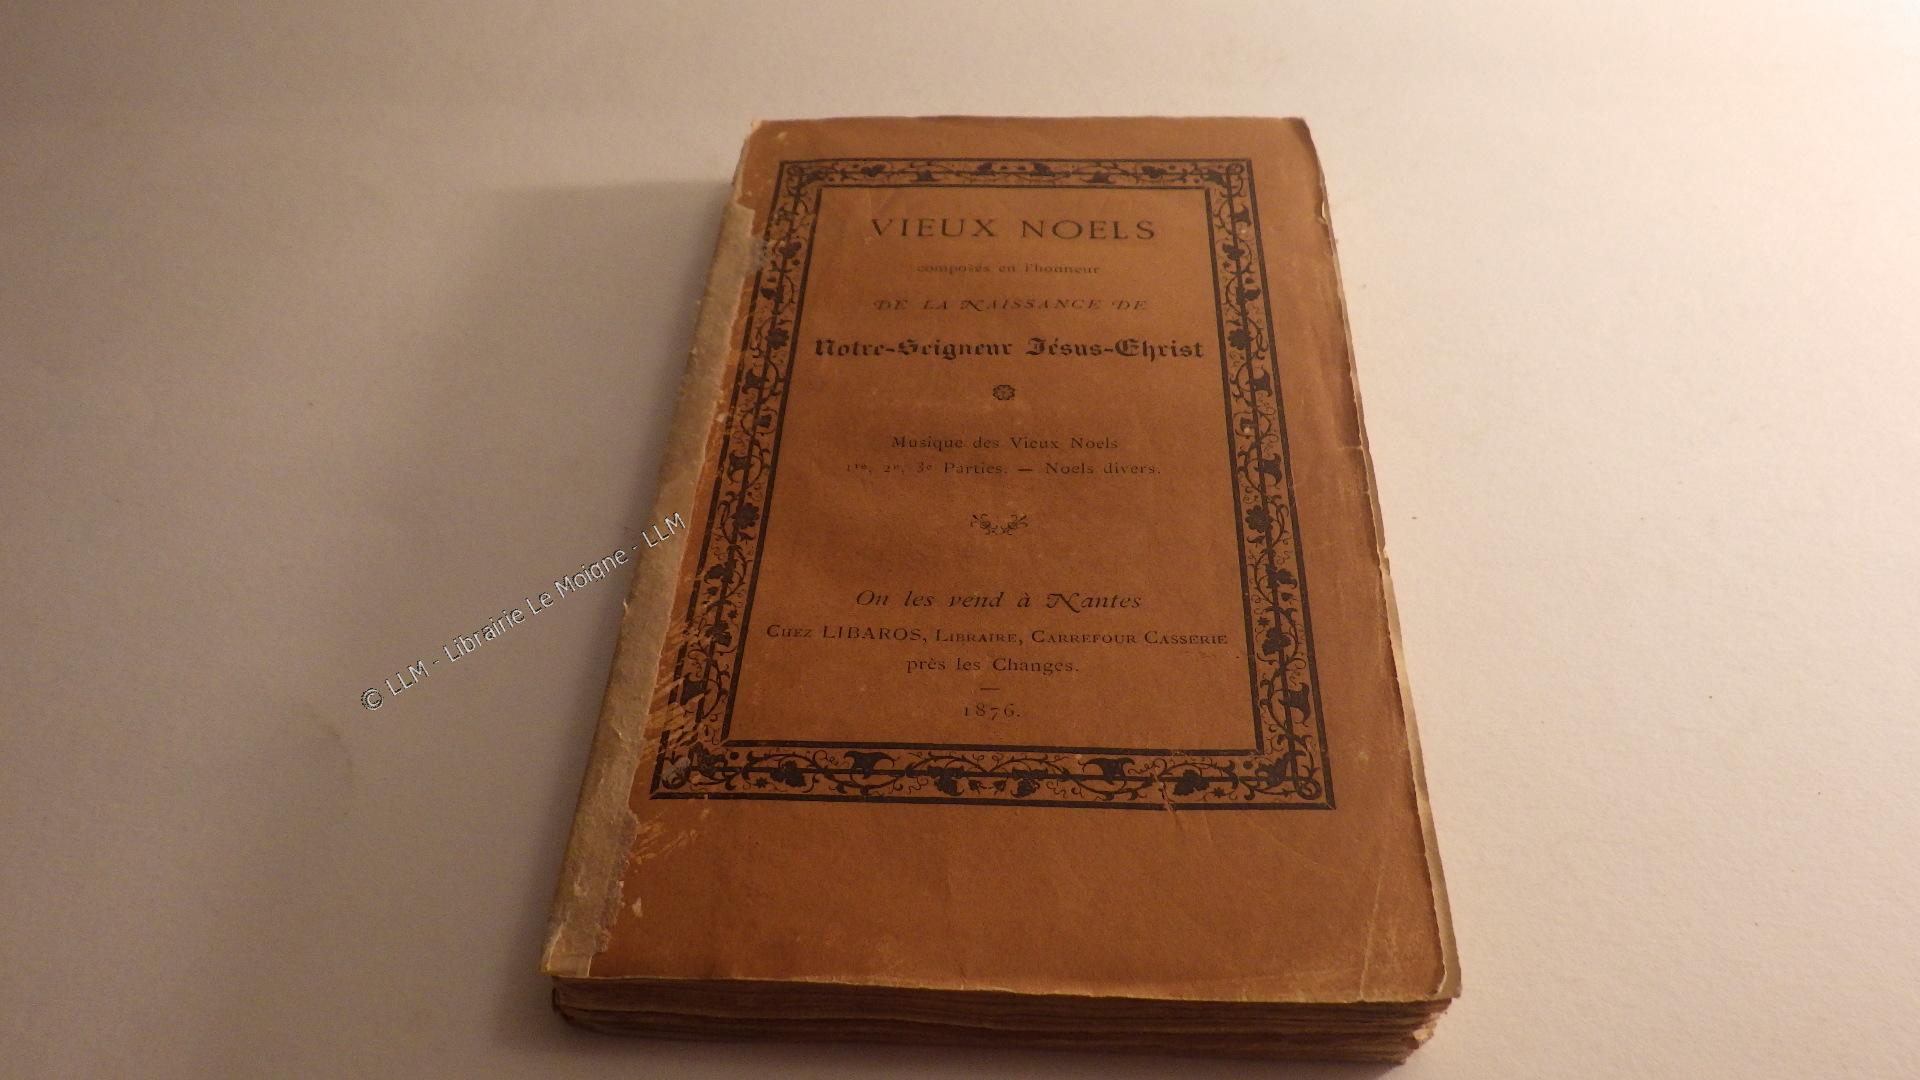 VIEUX NOELS
composés en l'honneur
DE LA NAISSANCE DE
Notre-Seigneur Jésus-Christ
Musique des Vieux Noels
1re, 2e, 3e Parties. — Noels divers.
On les vend à Nantes
CHEZ LIBAROS, LIBRAIRE, CARREFOUR CASSERIE
près les Changes.
1876.
© LLM - Librairie Le Moigne - LLM